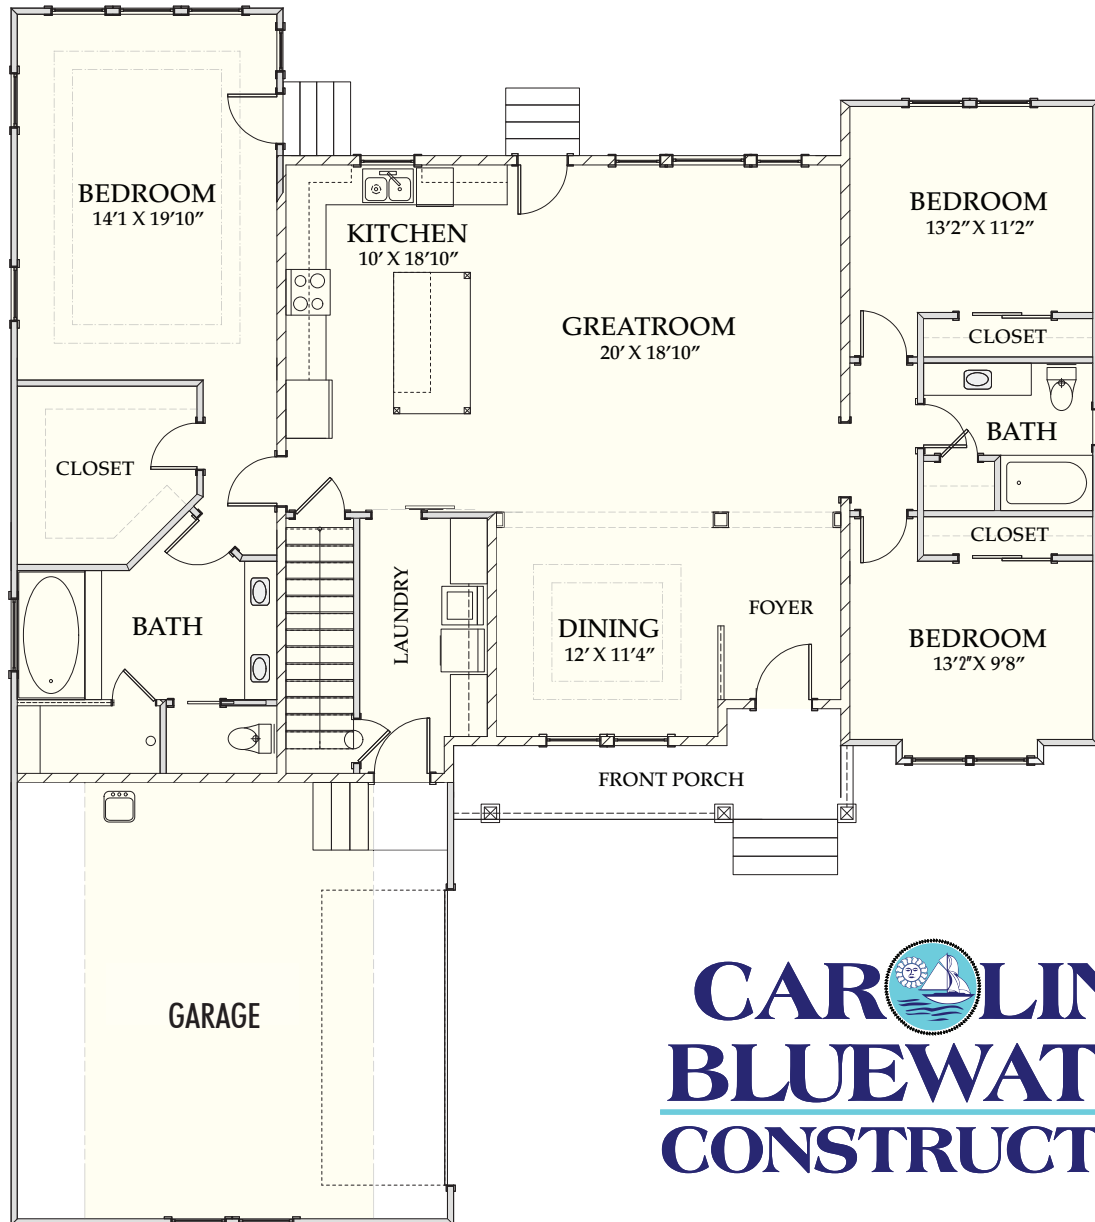 BEDROOM
14'1 X 19'10"
KITCHEN
10' X 18'10"
GREATROOM
20' X 18'10"
BEDROOM
13'2" X 11'2"
CLOSET
BATH
CLOSET
CLOSET
BATH
LAUNDRY
DINING
12' X 11'4"
FOYER
BEDROOM
13'2" X 9'8"
FRONT PORCH
GARAGE
CAROLIN
BLUEWAT
CONSTRUCT